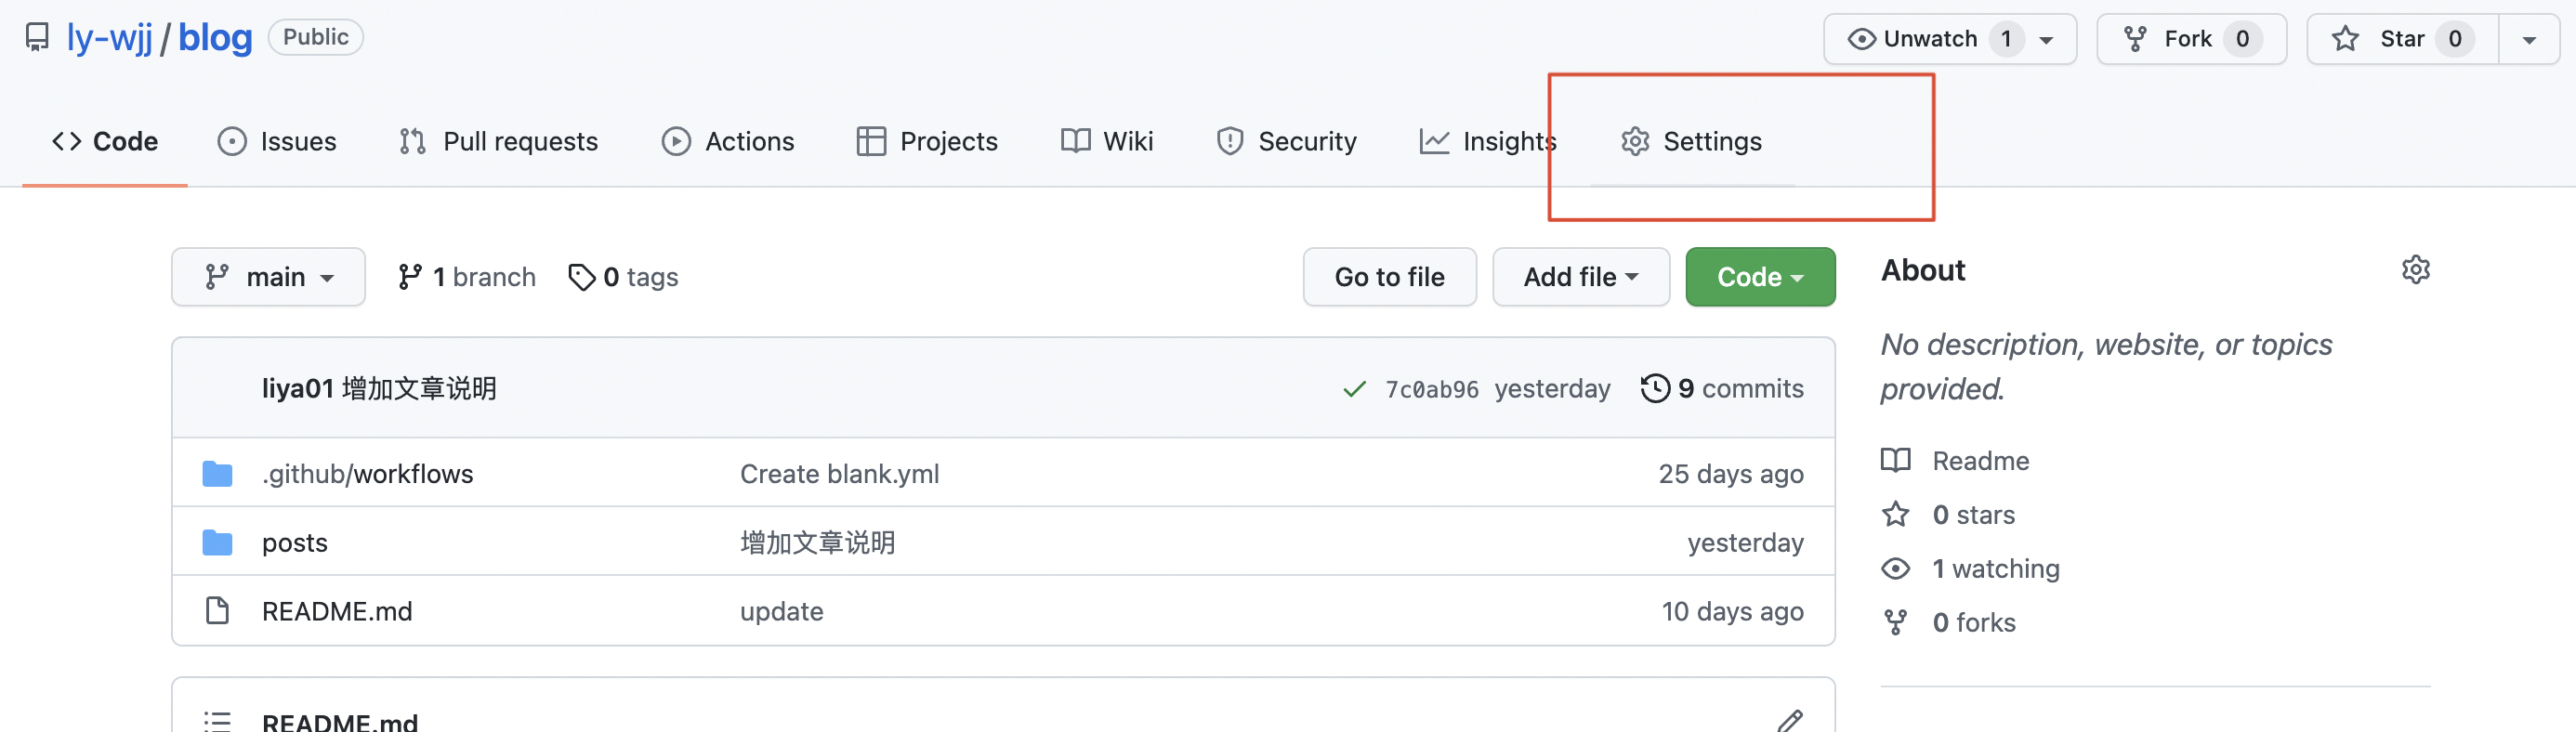 ly-wjj / blog Public Unwatch 1 Fork 0 Star 0
Code Issues Pull requests Actions Projects Wiki Security Insights Settings
main 1 branch 0 tags Go to file Add file Code
liya01 增加文章说明 7c0ab96 yesterday 9 commits
.github/workflows Create blank.yml 25 days ago
posts 增加文章说明 yesterday
README.md update 10 days ago
README.md
About
No description, website, or topics
provided.
Readme
0 stars
1 watching
0 forks